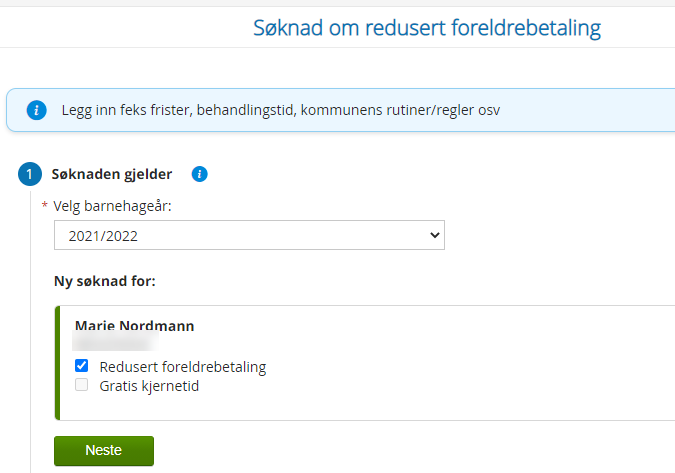 Søknad om redusert foreldrebetaling
Legg inn feks frister, behandlingstid, kommunens rutiner/regler osv
1 Søknaden gjelder i
* Velg barnehageår:
2021/2022
Ny søknad for:
Marie Nordmann
Redusert foreldrebetaling
Gratis kjernetid
Neste